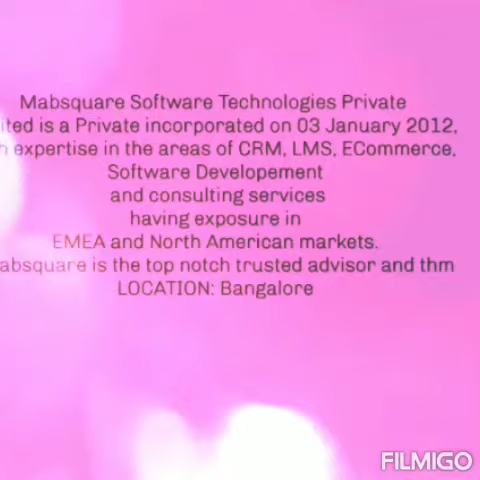 Mabsquare Software Technologies Private
ited is a Private incorporated on 03 January 2012,
h expertise in the areas of CRM, LMS, ECommerce,
Software Developement
and consulting services
having exposure in
EMEA and North American markets.
absquare is the top notch trusted advisor and thm
LOCATION: Bangalore
FILMIGO